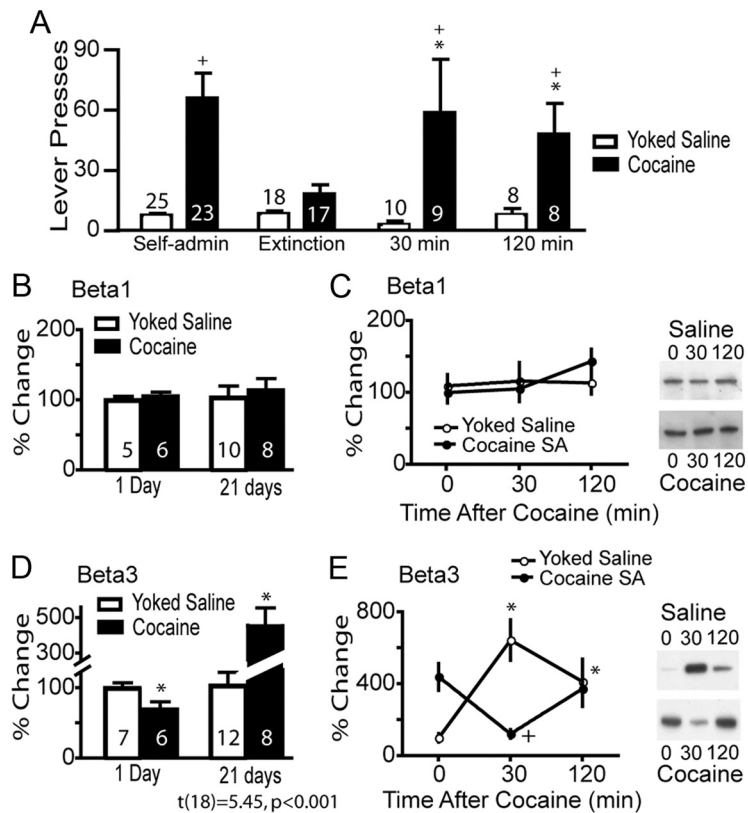 A
Lever Presses
90
60
30
0
25
23
18
17
10
9
8
8
+
+
*
+
*
Yoked Saline
Cocaine
Self-admin Extinction 30 min 120 min
B Beta1
Yoked Saline
Cocaine
% Change
200
100
0
5 6 10 8
1 Day 21 days
C Beta1
% Change
200
100
0
Yoked Saline
Cocaine SA
0 30 120
Time After Cocaine (min)
Saline
0 30 120
0 30 120
Cocaine
D Beta3
Yoked Saline
Cocaine
% Change
500
300
100
0
*
*
7 6 12 8
1 Day 21 days
t(18)=5.45, p<0.001
E Beta3
Yoked Saline
Cocaine SA
% Change
800
400
0
*
*
+
0 30 120
Time After Cocaine (min)
Saline
0 30 120
0 30 120
Cocaine